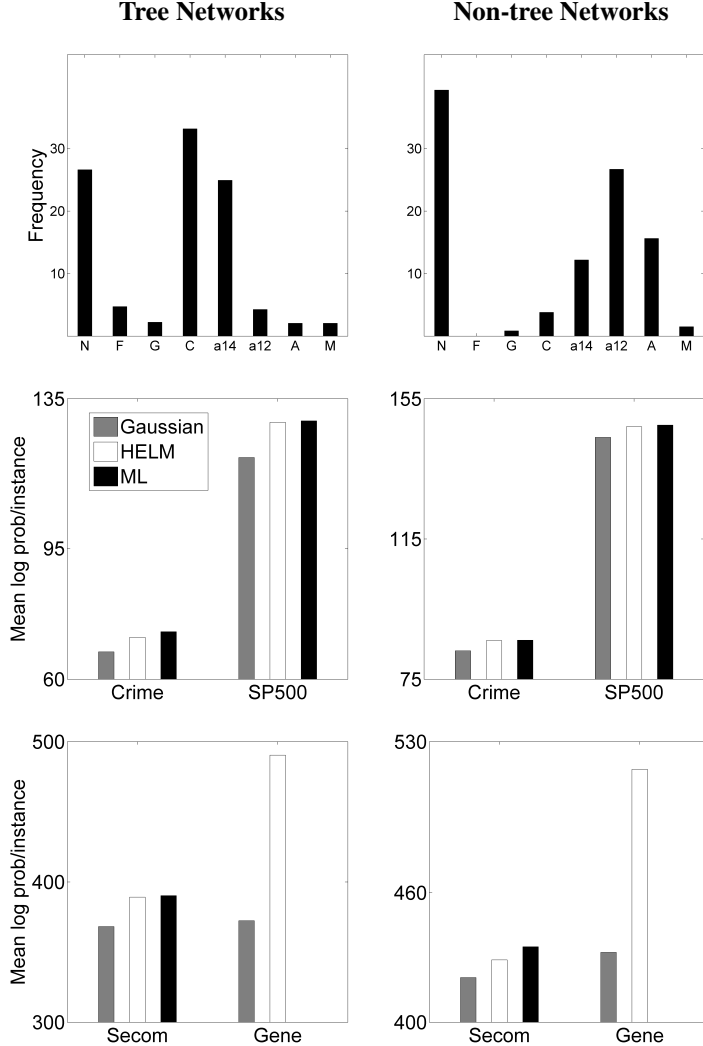 Tree Networks
Non-tree Networks
Frequency
30
20
10
N F G C a14 a12 A M
30
20
10
N F G C a14 a12 A M
Mean log prob/instance
135
95
60
Gaussian
HELM
ML
Crime SP500
155
115
75
Crime SP500
Mean log prob/instance
500
400
300
Secom Gene
530
460
400
Secom Gene